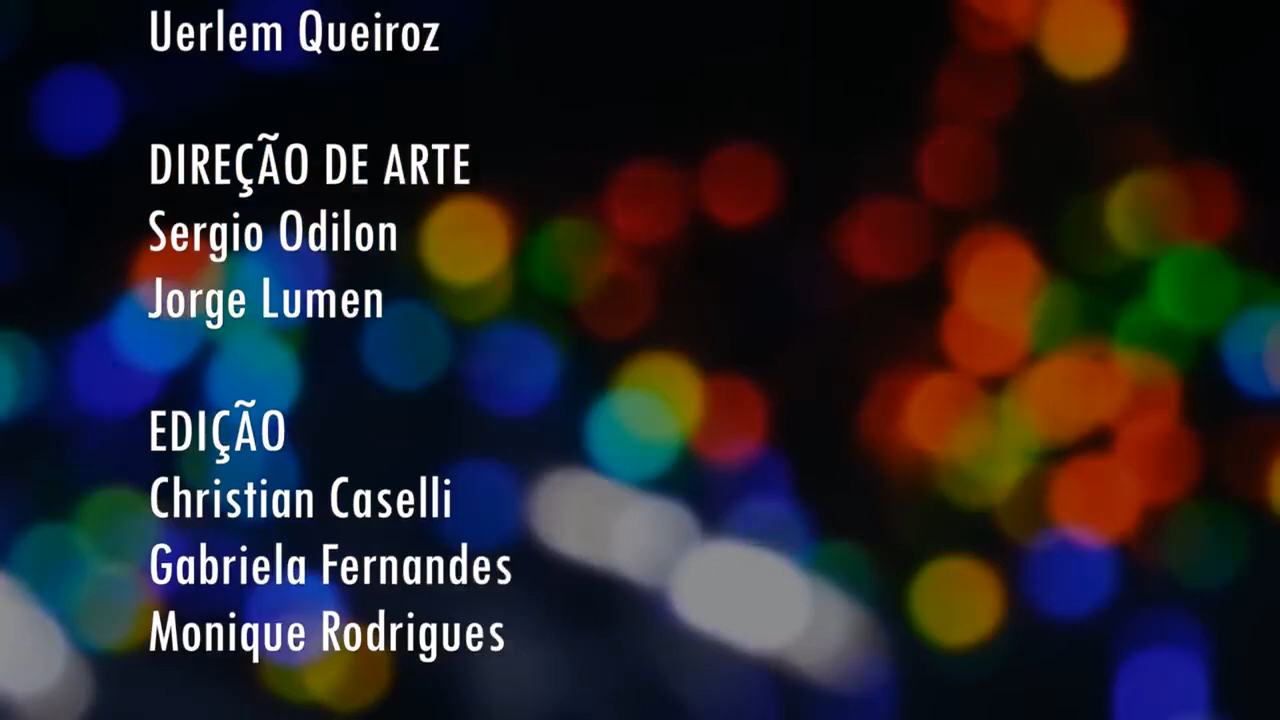 Uerlem Queiroz
DIREÇÃO DE ARTE
Sergio Odilon
Jorge Lumen
EDIÇÃO
Christian Caselli
Gabriela Fernandes
Monique Rodrigues